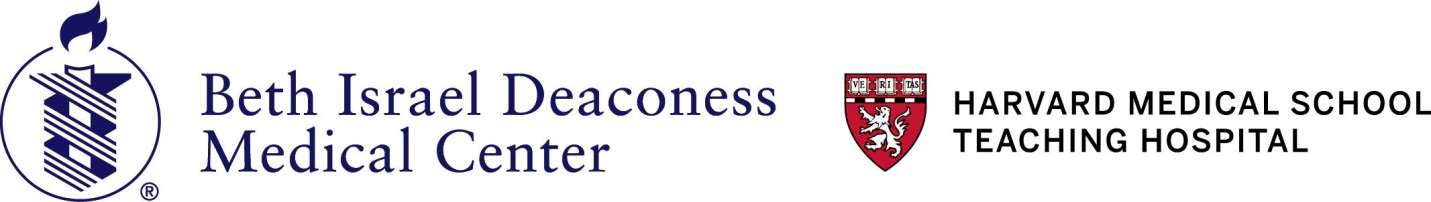 Beth Israel Deaconess
Medical Center
®
VE RI TAS
HARVARD MEDICAL SCHOOL
TEACHING HOSPITAL